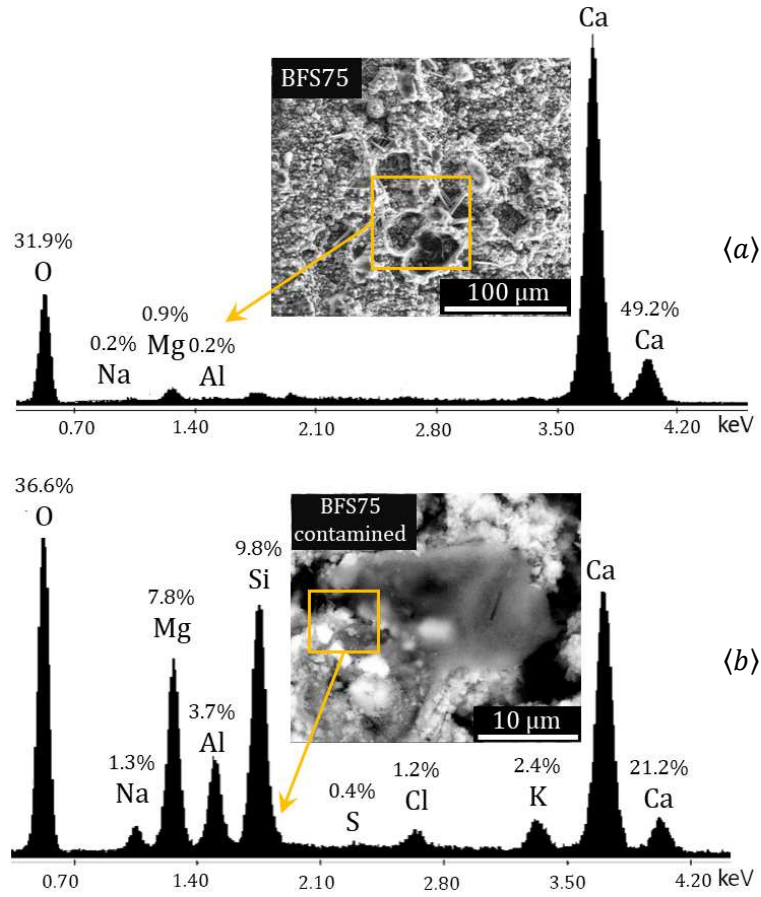 Ca
BFS75
31.9%
O
⟨a⟩
100 μm
0.9%
49.2%
0.2% Mg 0.2%
Ca
Na Al
0.70 1.40 2.10 2.80 3.50 4.20 keV
36.6%
O
BFS75
contamined
9.8%
Si
Ca
7.8%
Mg
⟨b⟩
3.7%
Al
10 μm
1.3%
Na
0.4%
S
1.2%
Cl
2.4%
K
21.2%
Ca
0.70 1.40 2.10 2.80 3.50 4.20 keV